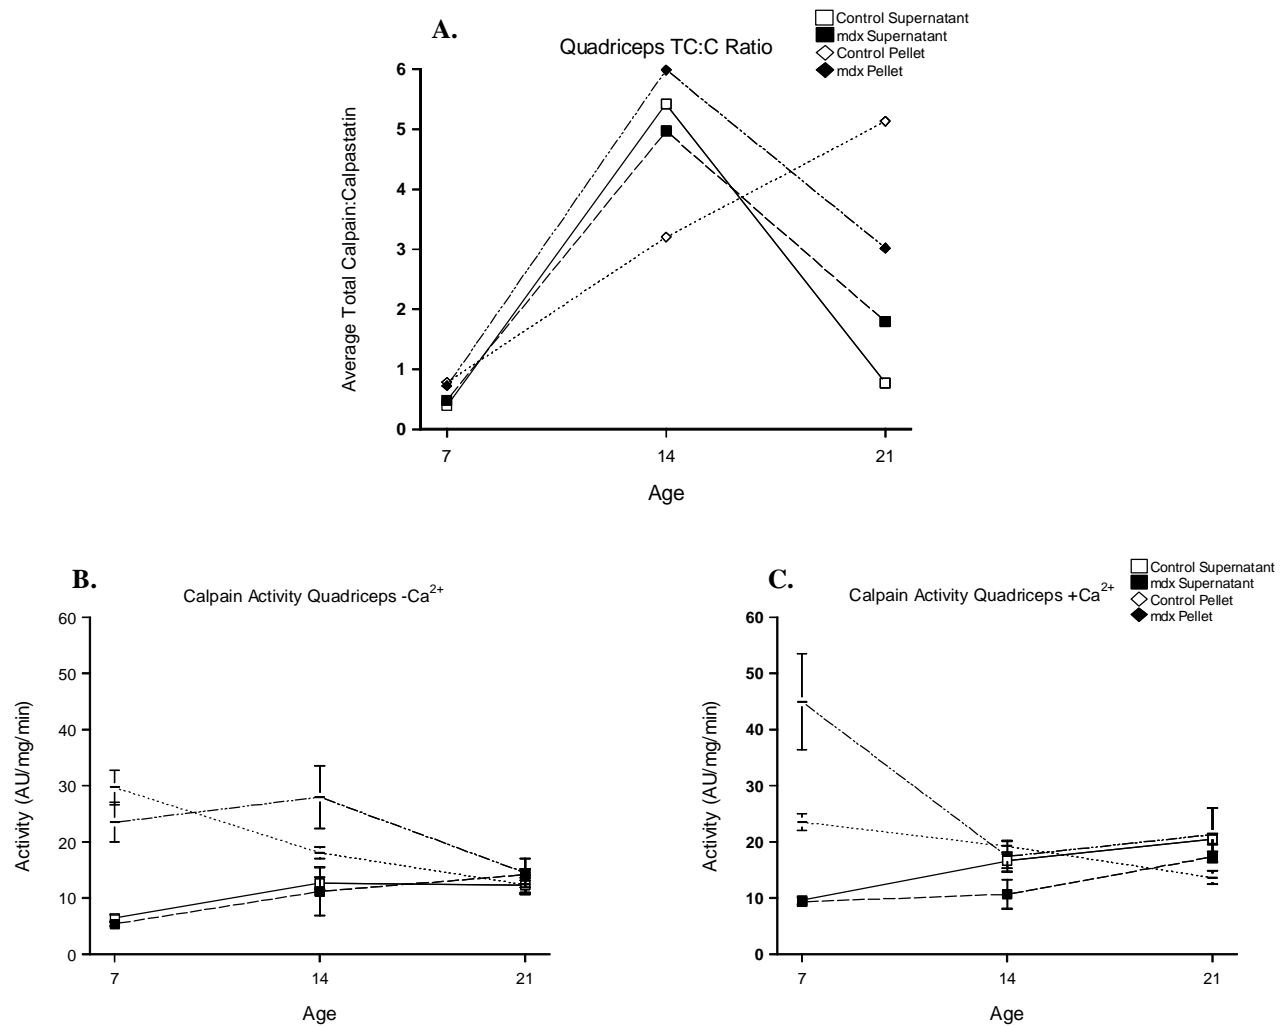 A.
Quadriceps TC:C Ratio
Control Supernatant
mdx Supernatant
Control Pellet
mdx Pellet
Average Total Calpain:Calpastatin
6
5
4
3
2
1
0
7 14 21
Age
B.
Calpain Activity Quadriceps -Ca²⁺
Activity (AU/mg/min)
60
50
40
30
20
10
0
7 14 21
Age
C.
Calpain Activity Quadriceps +Ca²⁺
Control Supernatant
mdx Supernatant
Control Pellet
mdx Pellet
Activity (AU/mg/min)
60
50
40
30
20
10
0
7 14 21
Age